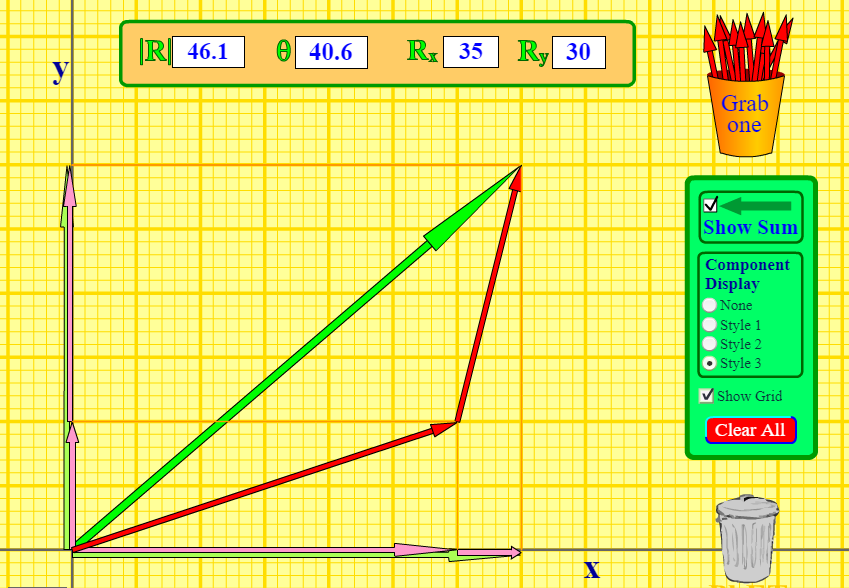 |R| 46.1 θ 40.6 Rx 35 Ry 30
y
Grab
one
Show Sum
Component
Display
None
Style 1
Style 2
Style 3
Show Grid
Clear All
x